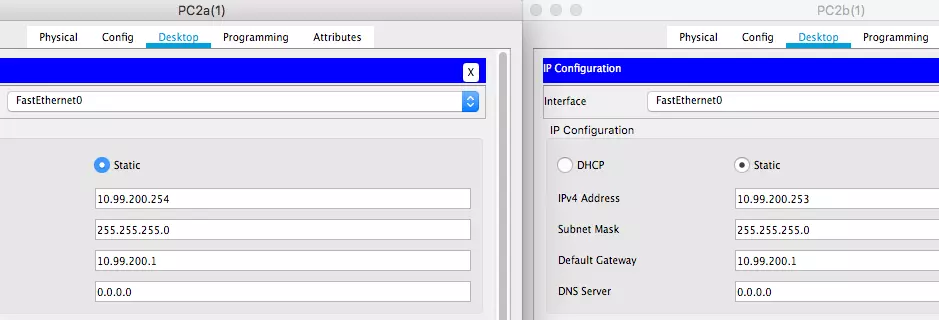 PC2a(1)
Physical Config Desktop Programming Attributes
X
FastEthernet0
Static
10.99.200.254
255.255.255.0
10.99.200.1
0.0.0.0
PC2b(1)
Physical Config Desktop Programming
IP Configuration
Interface FastEthernet0
IP Configuration
DHCP Static
IPv4 Address 10.99.200.253
Subnet Mask 255.255.255.0
Default Gateway 10.99.200.1
DNS Server 0.0.0.0